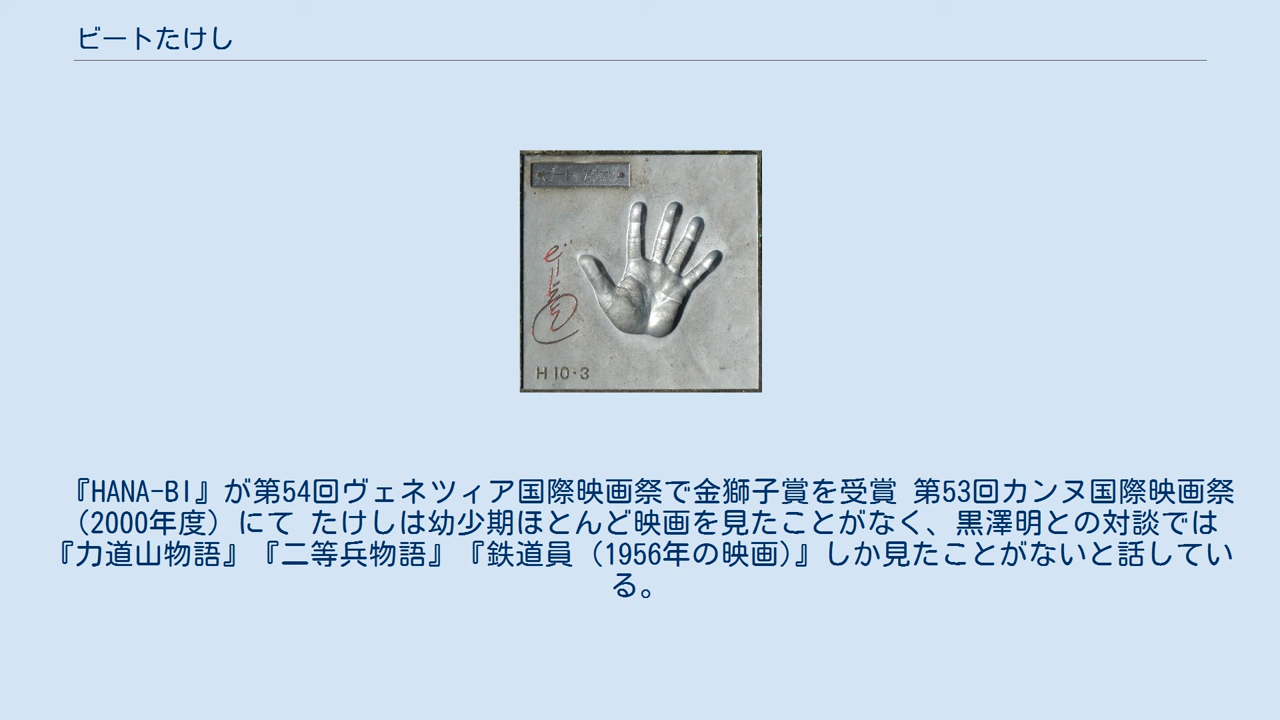 ビートたけし
H 10・3
『HANA-BI』が第54回ヴェネツィア国際映画祭で金獅子賞を受賞 第53回カンヌ国際映画祭
（2000年度）にて たけしは幼少期ほとんど映画を見たことがなく、黒澤明との対談では
『力道山物語』『二等兵物語』『鉄道員（1956年の映画)』しか見たことがないと話してい
る。